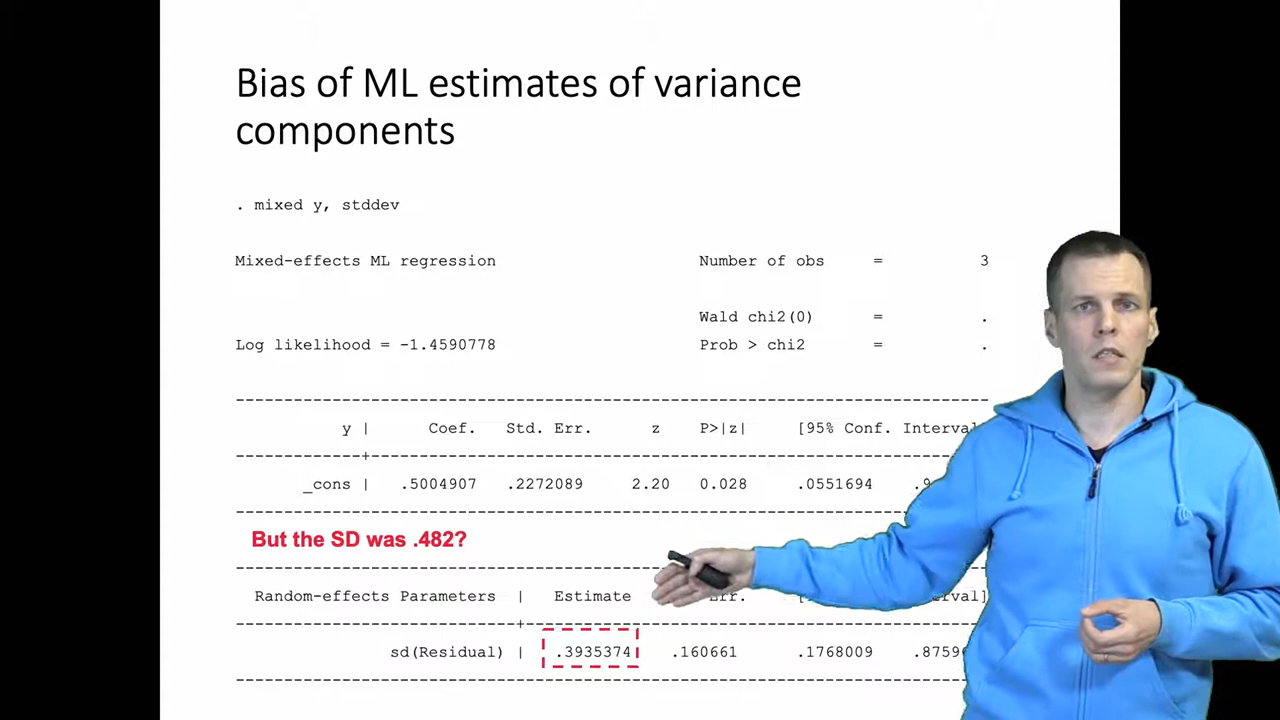 Bias of ML estimates of variance
components
. mixed y, stddev
Mixed-effects ML regression Number of obs = 3
Wald chi2(0) = .
Log likelihood = -1.4590778 Prob > chi2 = .
y | Coef. Std. Err. z P>|z| [95% Conf. Interval
_cons | .5004907 .2272089 2.20 0.028 .0551694
But the SD was .482?
Random-effects Parameters | Estimate Err.
sd(Residual) | .3935374 .160661 .1768009